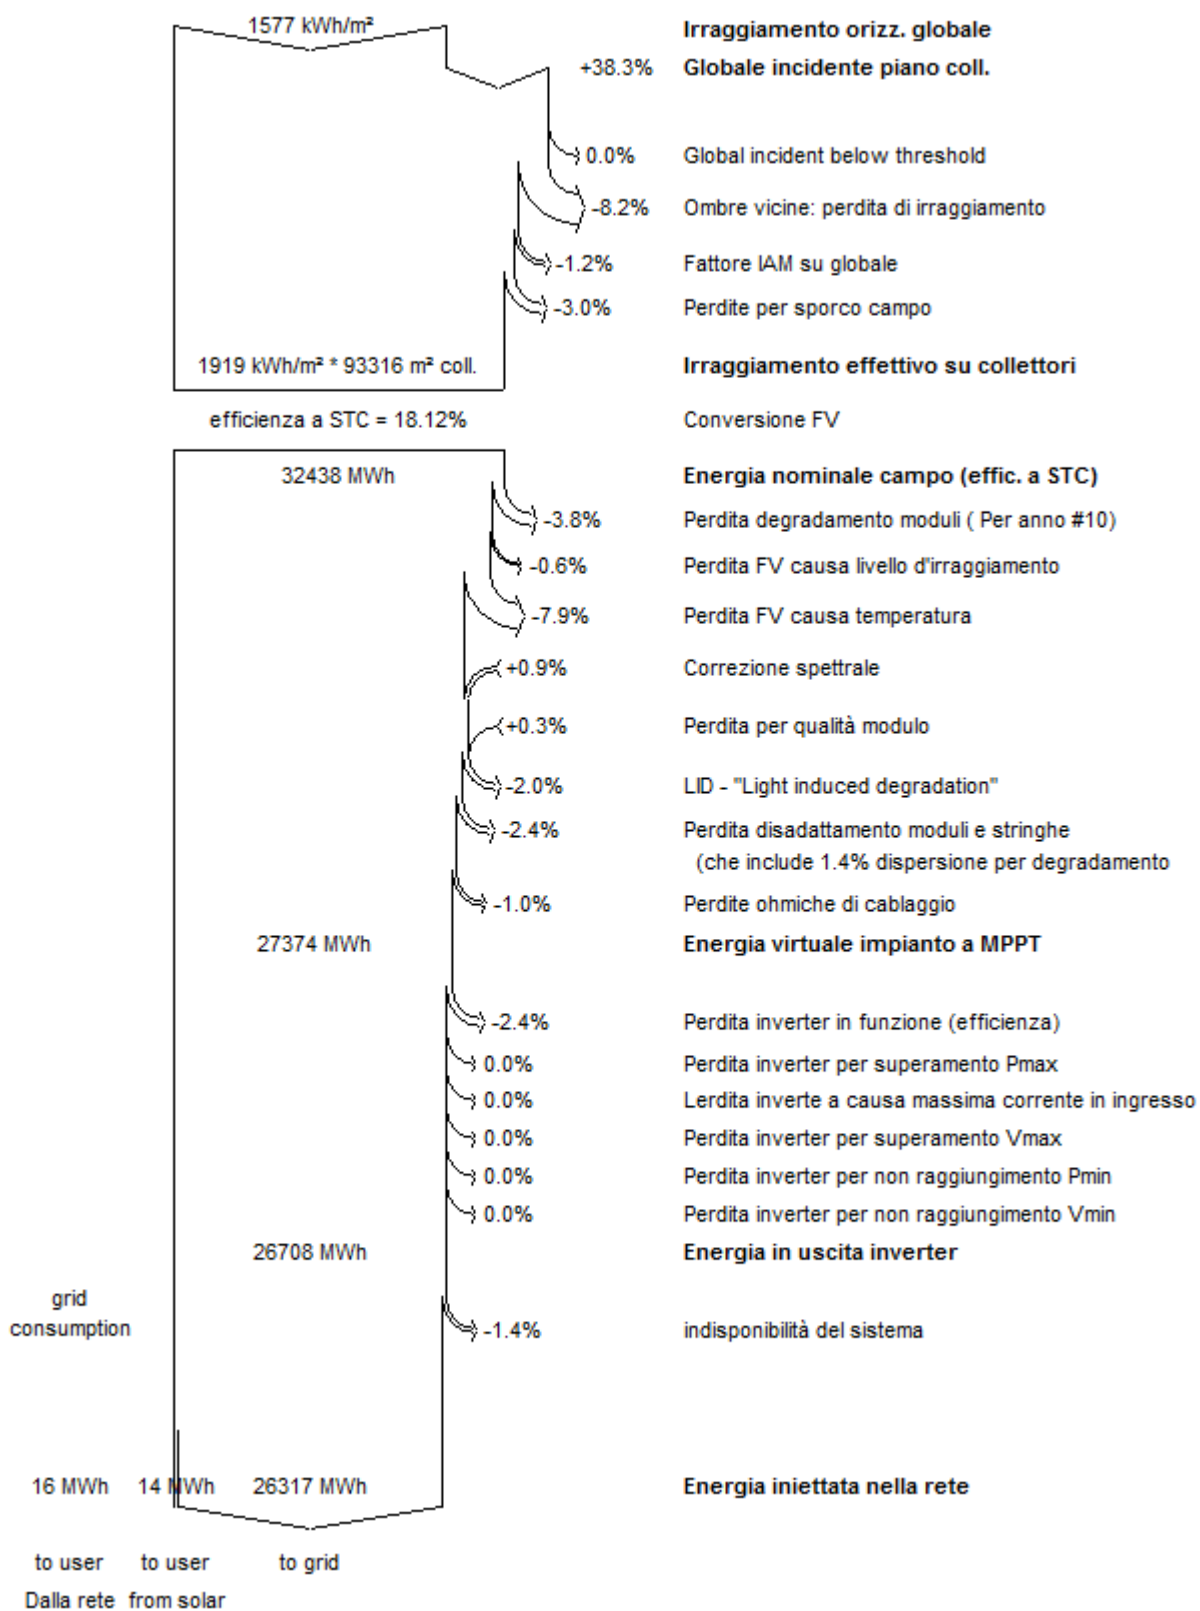 1577 kWh/m² Irraggiamento orizz. globale
+38.3% Globale incidente piano coll.
0.0% Global incident below threshold
-8.2% Ombre vicine: perdita di irraggiamento
-1.2% Fattore IAM su globale
-3.0% Perdite per sporco campo
1919 kWh/m² * 93316 m² coll. Irraggiamento effettivo su collettori
efficienza a STC = 18.12% Conversione FV
32438 MWh Energia nominale campo (effic. a STC)
-3.8% Perdita degradamento moduli ( Per anno #10)
-0.6% Perdita FV causa livello d'irraggiamento
-7.9% Perdita FV causa temperatura
+0.9% Correzione spettrale
+0.3% Perdita per qualità modulo
-2.0% LID - "Light induced degradation"
-2.4% Perdita disadattamento moduli e stringhe
(che include 1.4% dispersione per degradamento
-1.0% Perdite ohmiche di cablaggio
27374 MWh Energia virtuale impianto a MPPT
-2.4% Perdita inverter in funzione (efficienza)
0.0% Perdita inverter per superamento Pmax
0.0% Lerdita inverte a causa massima corrente in ingresso
0.0% Perdita inverter per superamento Vmax
0.0% Perdita inverter per non raggiungimento Pmin
0.0% Perdita inverter per non raggiungimento Vmin
26708 MWh Energia in uscita inverter
grid
consumption
-1.4% indisponibilità del sistema
16 MWh 14 MWh 26317 MWh Energia iniettata nella rete
to user to user to grid
Dalla rete from solar